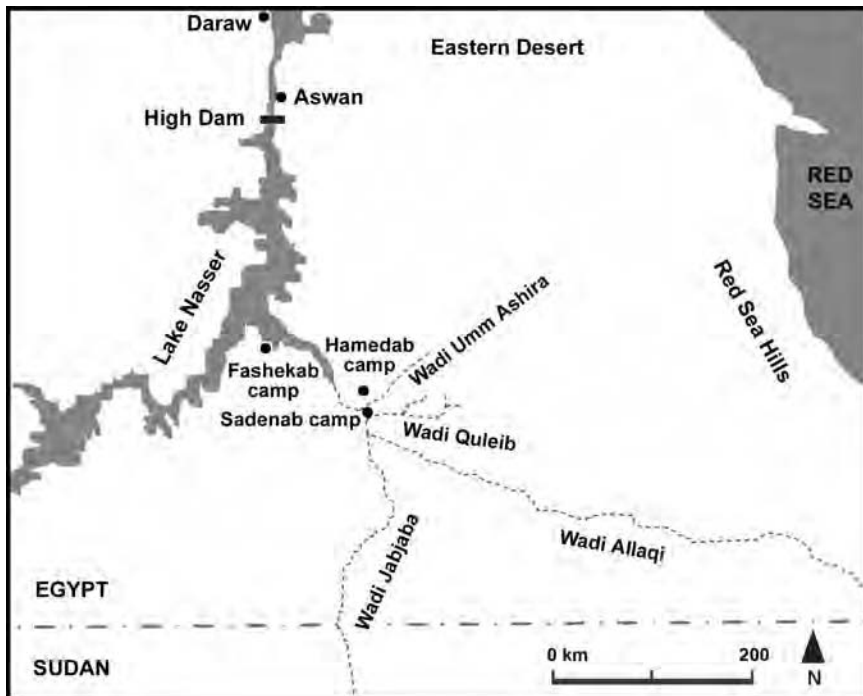 Daraw
Eastern Desert
Aswan
High Dam
RED
SEA
Lake Nasser
Red Sea Hills
Wadi Umm Ashira
Hamedab
camp
Fashekab
camp
Sadenab camp
Wadi Quleib
Wadi Allaqi
Wadi Jabjaba
EGYPT
SUDAN
0 km 200
N